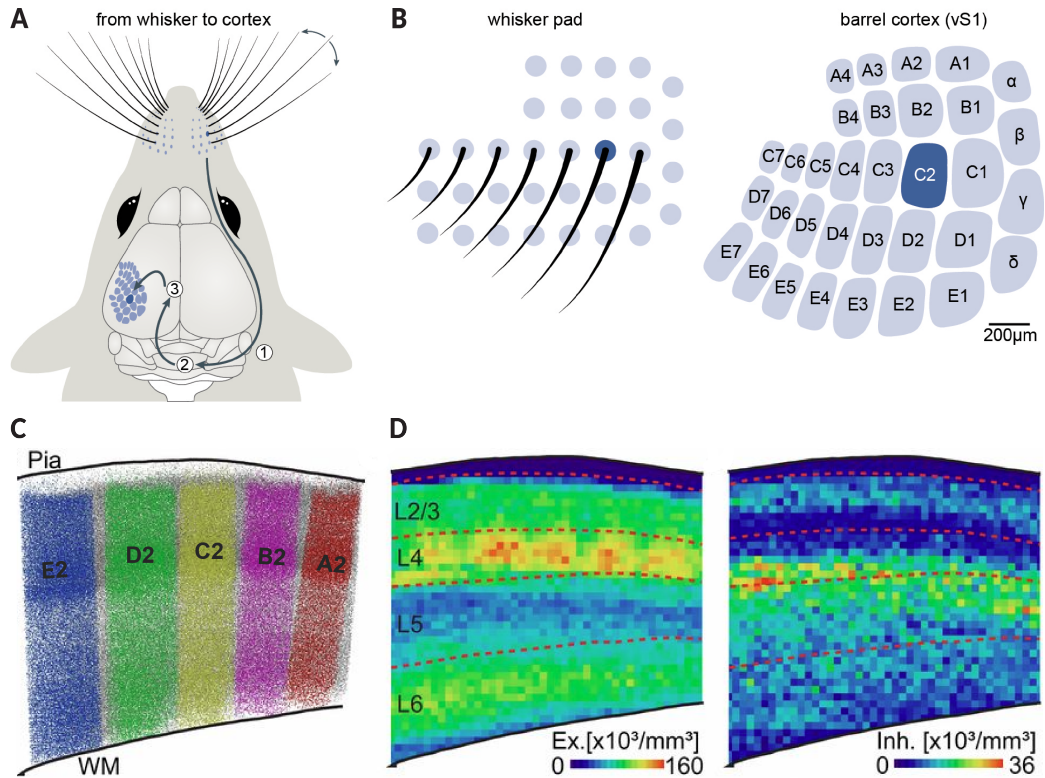 A
from whisker to cortex
3
1
2
B
whisker pad
barrel cortex (vS1)
A4 A3 A2 A1 α
B4 B3 B2 B1 β
C7 C6 C5 C4 C3 C2 C1 γ
D7 D6 D5 D4 D3 D2 D1 δ
E7 E6 E5 E4 E3 E2 E1
200µm
C
Pia
E2 D2 C2 B2 A2
WM
D
L2/3
L4
L5
L6
Ex.[x10³/mm³]
0 160
Inh. [x10³/mm³]
0 36